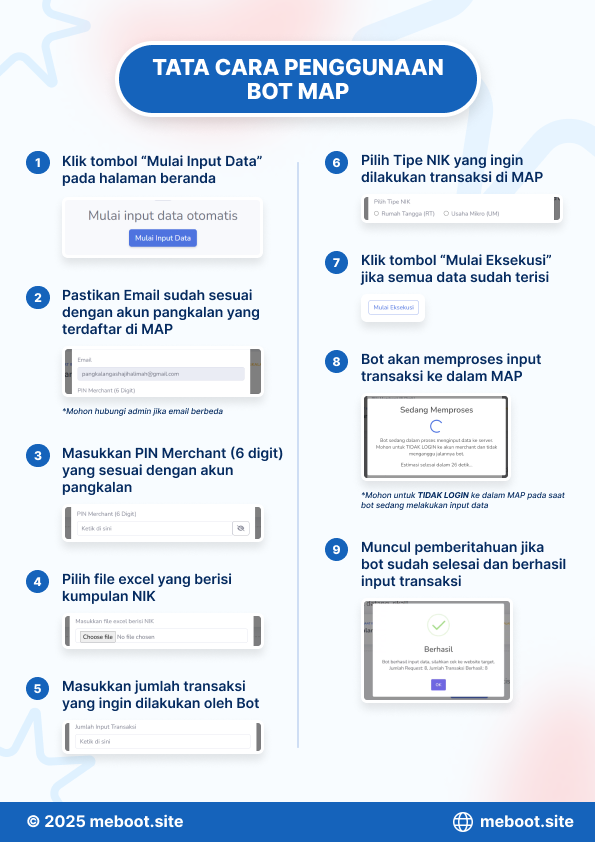 TATA CARA PENGGUNAAN
BOT MAP
1
Klik tombol “Mulai Input Data”
pada halaman beranda
Mulai input data otomatis
Mulai Input Data
2
Pastikan Email sudah sesuai
dengan akun pangkalan yang
terdaftar di MAP
Email
pangkalangashajihalimah@gmail.com
PIN Merchant (6 Digit)
*Mohon hubungi admin jika email berbeda
3
Masukkan PIN Merchant (6 digit)
yang sesuai dengan akun
pangkalan
PIN Merchant (6 Digit)
Ketik di sini
4
Pilih file excel yang berisi
kumpulan NIK
Masukkan file excel berisi NIK
Choose file No file chosen
5
Masukkan jumlah transaksi
yang ingin dilakukan oleh Bot
Jumlah Input Transaksi
Ketik di sini
6
Pilih Tipe NIK yang ingin
dilakukan transaksi di MAP
Pilih Tipe NIK
Rumah Tangga (RT) Usaha Mikro (UM)
7
Klik tombol “Mulai Eksekusi”
jika semua data sudah terisi
Mulai Eksekusi
8
Bot akan memproses input
transaksi ke dalam MAP
Sedang Memproses
Bot sedang dalam proses menginput data ke server.
Mohon untuk TIDAK LOGIN ke akun merchant dan tidak
mengganggu jalannya bot.
Estimasi selesai dalam 26 detik..
*Mohon untuk TIDAK LOGIN ke dalam MAP pada saat
bot sedang melakukan input data
9
Muncul pemberitahuan jika
bot sudah selesai dan berhasil
input transaksi
Berhasil
Bot berhasil input data, silahkan cek ke website target.
Jumlah Request: 8, Jumlah Transaksi Berhasil: 8
OK
© 2025 meboot.site
meboot.site